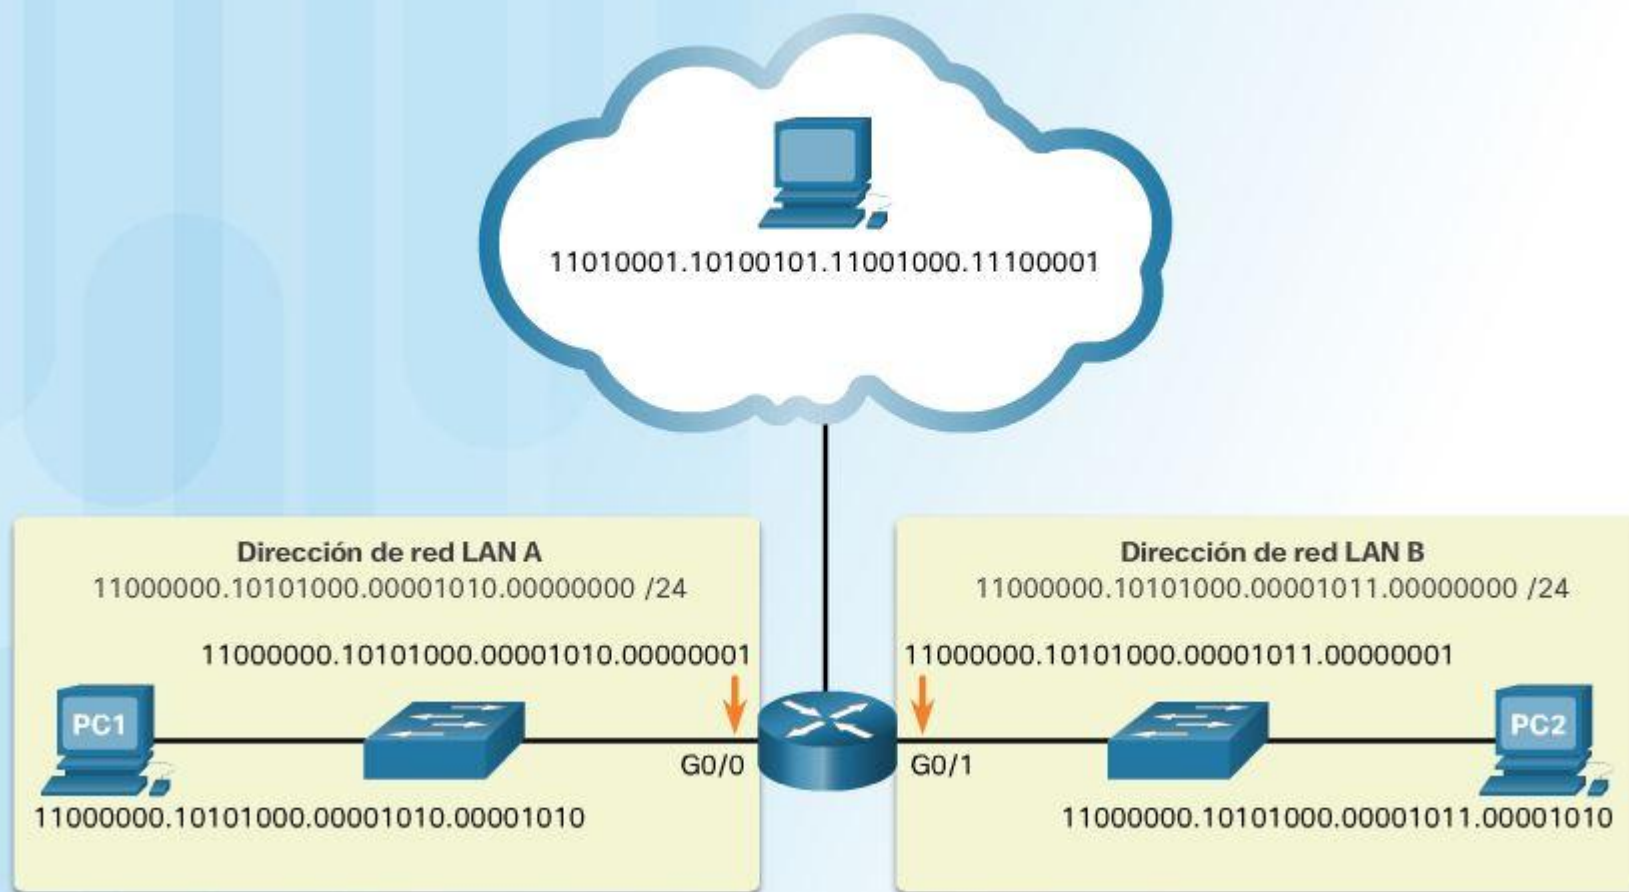 11010001.10100101.11001000.11100001
Dirección de red LAN A
11000000.10101000.00001010.00000000 /24
11000000.10101000.00001010.00000001
PC1
G0/0
11000000.10101000.00001010.00001010
Dirección de red LAN B
11000000.10101000.00001011.00000000 /24
11000000.10101000.00001011.00000001
G0/1
PC2
11000000.10101000.00001011.00001010